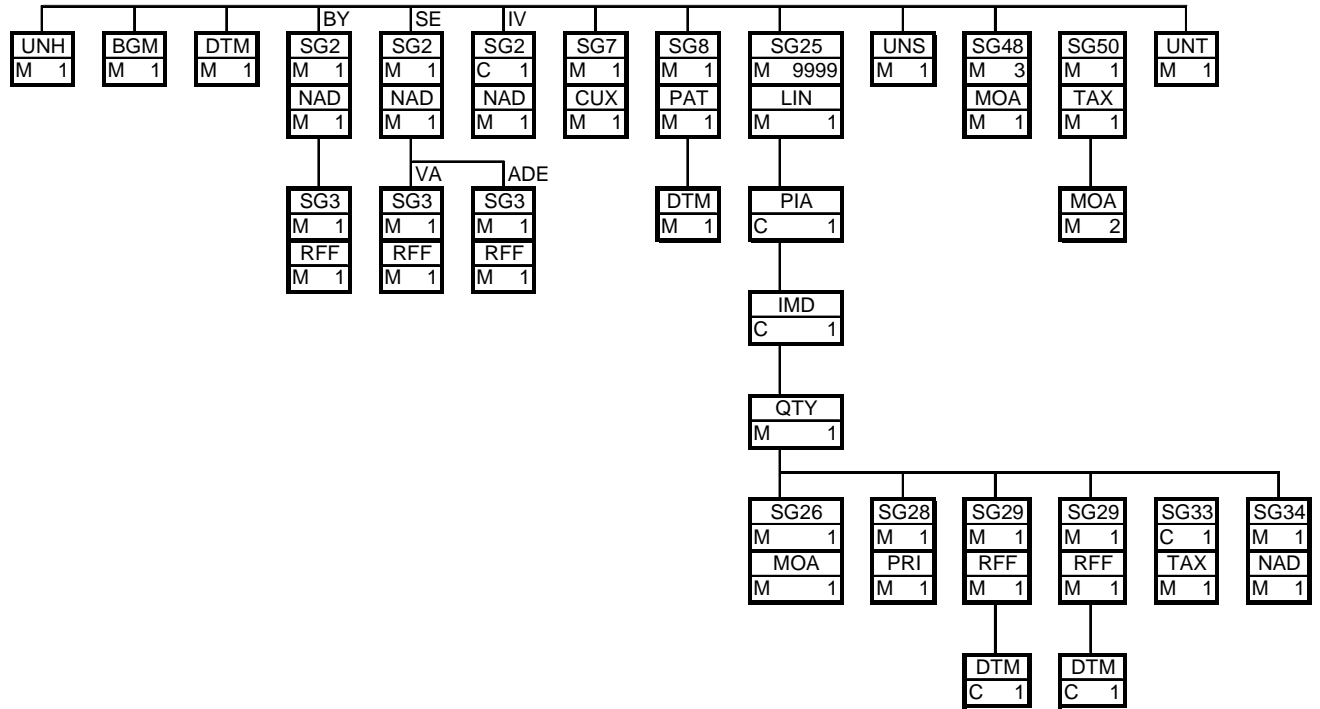 BY SE IV
UNH BGM DTM SG2 SG2 SG2 SG7 SG8 SG25 UNS SG48 SG50 UNT
M 1 M 1 M 1 M 1 M 1 C 1 M 1 M 1 M 9999 M 1 M 3 M 1 M 1
NAD NAD NAD CUX PAT LIN MOA TAX
M 1 M 1 M 1 M 1 M 1 M 1 M 1 M 1
VA ADE
SG3 SG3 SG3 DTM PIA MOA
M 1 M 1 M 1 M 1 C 1 M 2
RFF RFF RFF
M 1 M 1 M 1
IMD
C 1
QTY
M 1
SG26 SG28 SG29 SG29 SG33 SG34
M 1 M 1 M 1 M 1 C 1 M 1
MOA PRI RFF RFF TAX NAD
M 1 M 1 M 1 M 1 M 1 M 1
DTM DTM
C 1 C 1